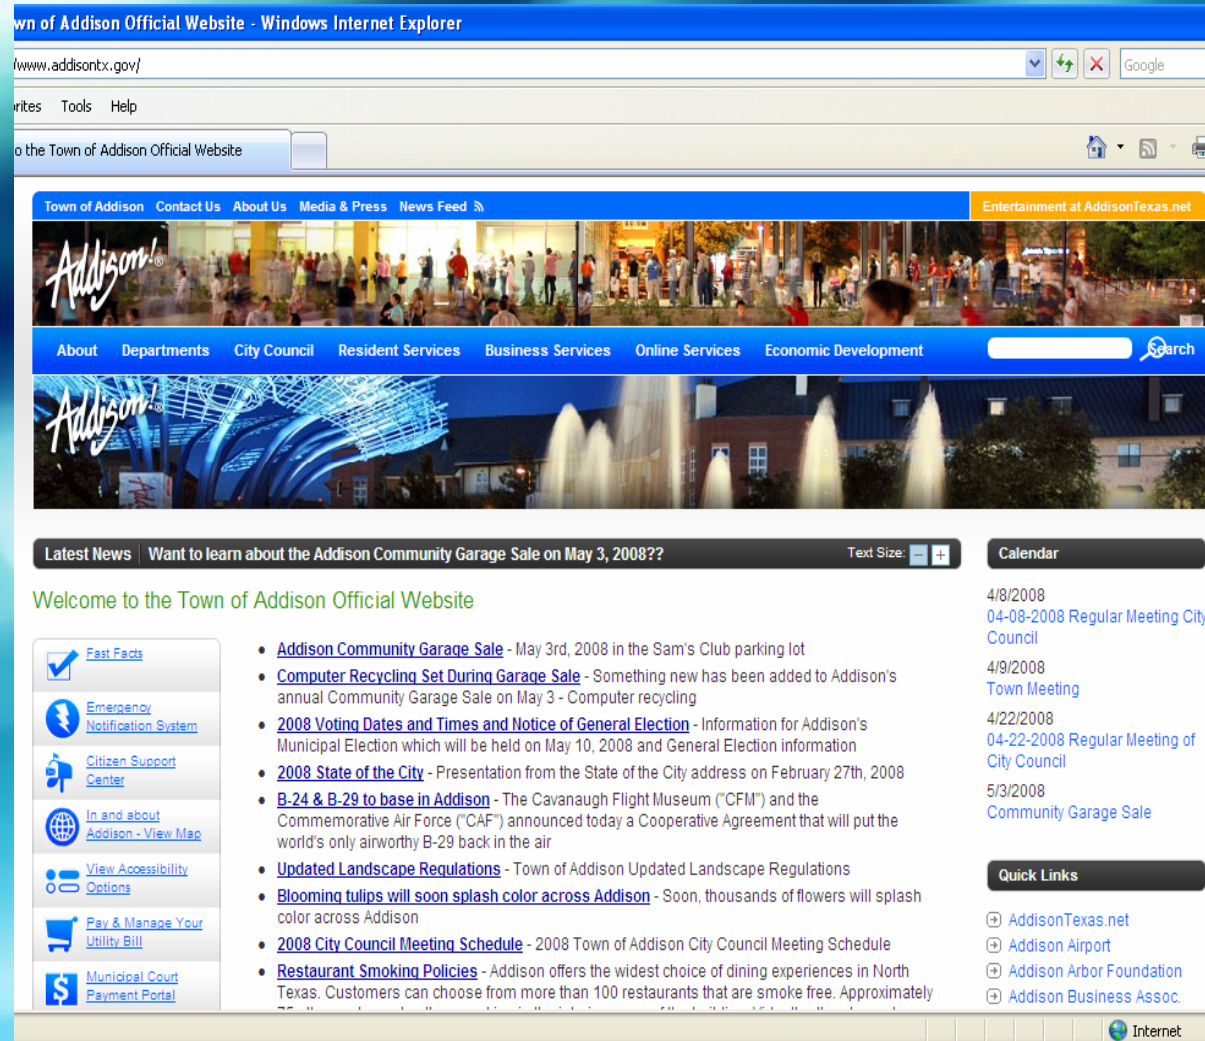 wn of Addison Official Website - Windows Internet Explorer
/www.addisontx.gov/
Google
rites Tools Help
o the Town of Addison Official Website
Town of Addison Contact Us About Us Media & Press News Feed
Entertainment at AddisonTexas.net
Addison!
About Departments City Council Resident Services Business Services Online Services Economic Development
Search
Addison!
Latest News Want to learn about the Addison Community Garage Sale on May 3, 2008??
Text Size: - +
Welcome to the Town of Addison Official Website
Fast Facts
Emergency
Notification System
Citizen Support
Center
In and about
Addison - View Map
View Accessibility
Options
Pay & Manage Your
Utility Bill
Municipal Court
Payment Portal
Addison Community Garage Sale - May 3rd, 2008 in the Sam's Club parking lot
Computer Recycling Set During Garage Sale - Something new has been added to Addison's
annual Community Garage Sale on May 3 - Computer recycling
2008 Voting Dates and Times and Notice of General Election - Information for Addison's
Municipal Election which will be held on May 10, 2008 and General Election information
2008 State of the City - Presentation from the State of the City address on February 27th, 2008
B-24 & B-29 to base in Addison - The Cavanaugh Flight Museum ("CFM") and the
Commemorative Air Force ("CAF") announced today a Cooperative Agreement that will put the
world's only airworthy B-29 back in the air
Updated Landscape Regulations - Town of Addison Updated Landscape Regulations
Blooming tulips will soon splash color across Addison - Soon, thousands of flowers will splash
color across Addison
2008 City Council Meeting Schedule - 2008 Town of Addison City Council Meeting Schedule
Restaurant Smoking Policies - Addison offers the widest choice of dining experiences in North
Texas. Customers can choose from more than 100 restaurants that are smoke free. Approximately
Calendar
4/8/2008
04-08-2008 Regular Meeting City
Council
4/9/2008
Town Meeting
4/22/2008
04-22-2008 Regular Meeting of
City Council
5/3/2008
Community Garage Sale
Quick Links
AddisonTexas.net
Addison Airport
Addison Arbor Foundation
Addison Business Assoc.
Internet